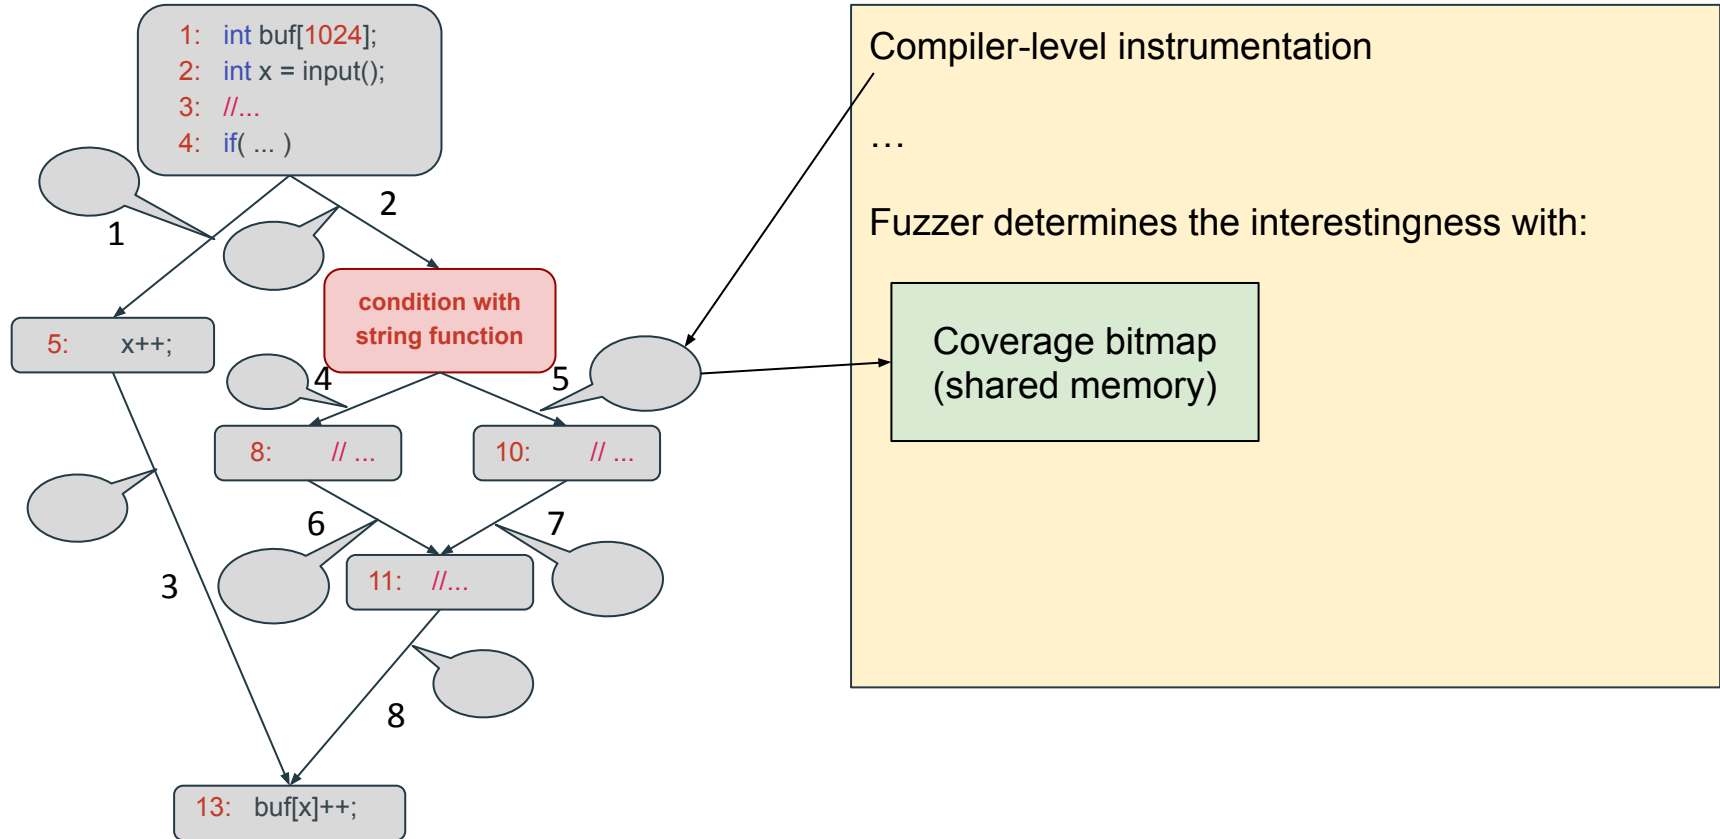 1: int buf[1024];
2: int x = input();
3: //...
4: if( ... )
1
2
5: x++;
condition with
string function
4
5
8: // ...
10: // ...
6
7
11: //...
3
8
13: buf[x]++;
Compiler-level instrumentation
…
Fuzzer determines the interestingness with:
Coverage bitmap
(shared memory)